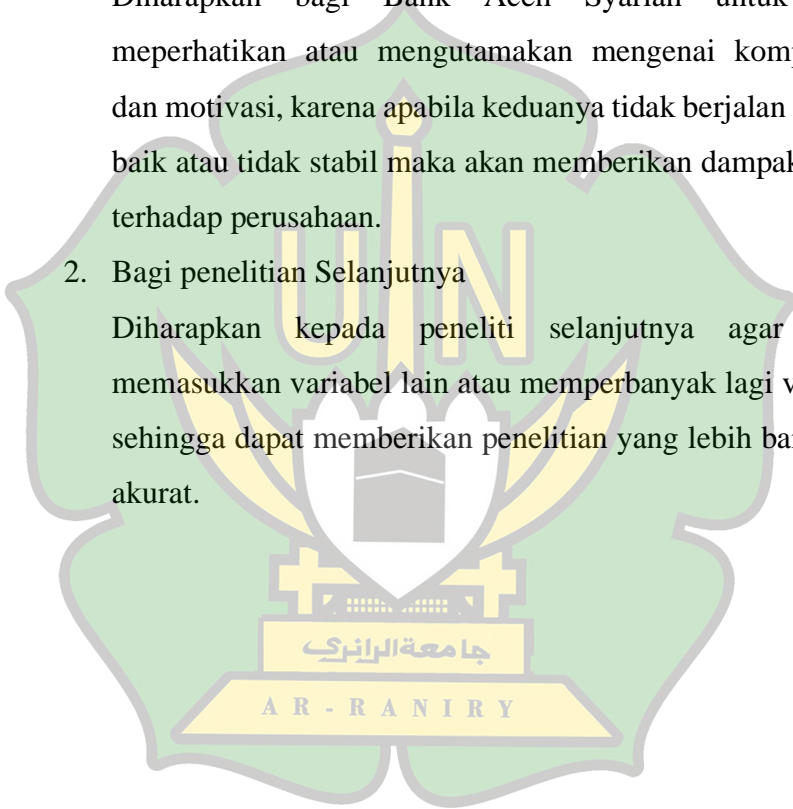 Diharapkan bagi Bank Aceh Syariah untuk
meperhatikan atau mengutamakan mengenai komp
dan motivasi, karena apabila keduanya tidak berjalan
baik atau tidak stabil maka akan memberikan dampak
terhadap perusahaan.
2. Bagi penelitian Selanjutnya
Diharapkan kepada peneliti selanjutnya agar
memasukkan variabel lain atau memperbanyak lagi v
sehingga dapat memberikan penelitian yang lebih
akurat.
UIN
جامعة الرانري
AR-RANIRY